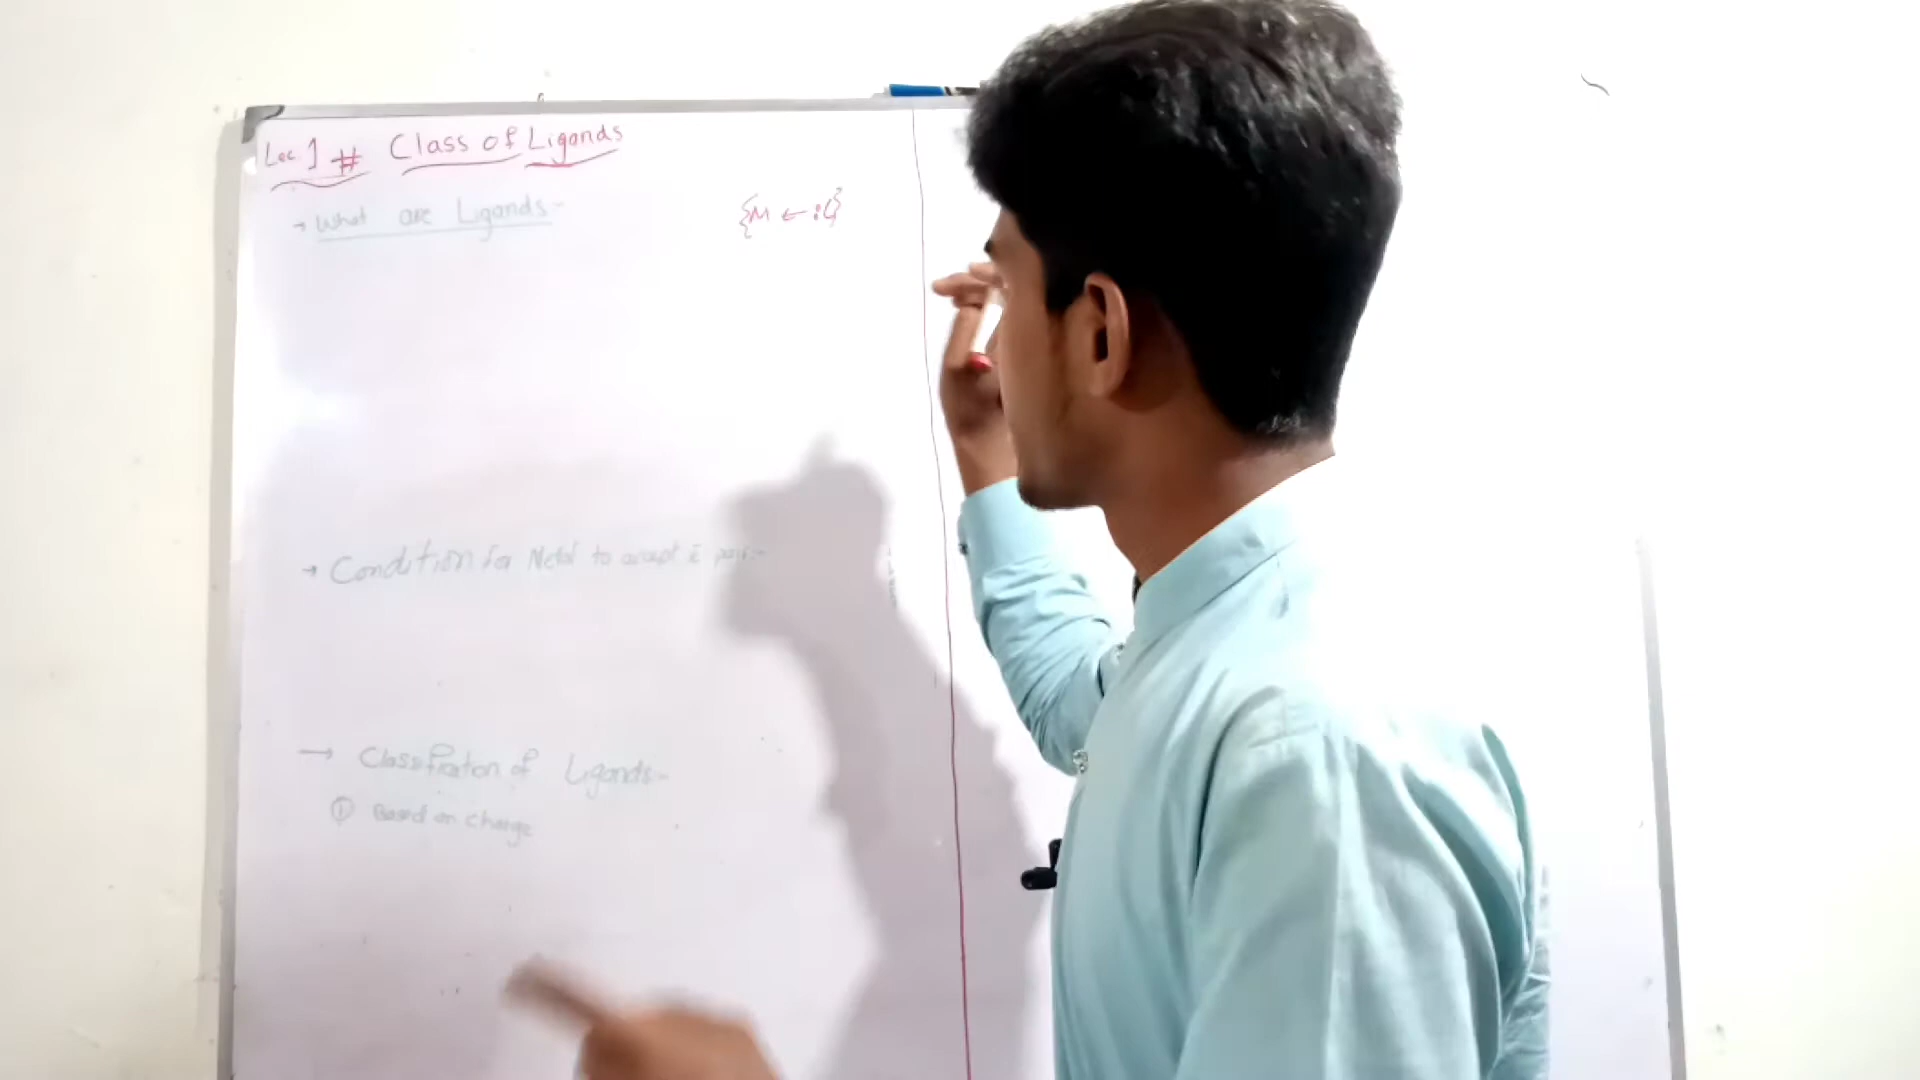 Lec. 1 # Class of Ligands
→ What are Ligands:-
{M ← :L}
→ Condition for Metal to accept ē pair:-
→ Classification of Ligands:-
① Based on charge